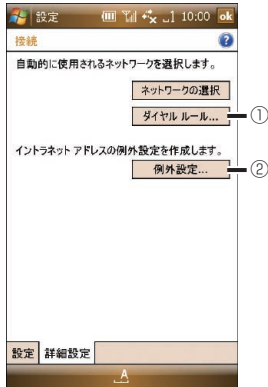 設定 10:00 ok
接続
自動的に使用されるネットワークを選択します。
ネットワークの選択
ダイヤル ルール... ①
イントラネット アドレスの例外設定を作成します。
例外設定... ②
設定 詳細設定
A